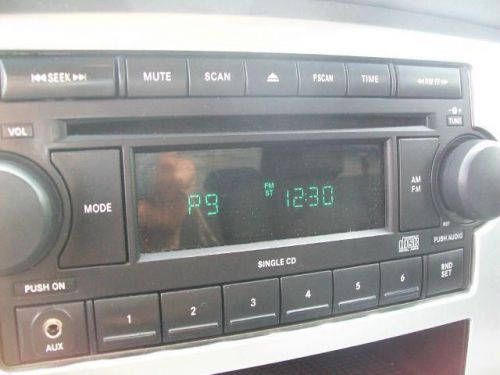 SEEK MUTE SCAN P.SCAN TIME RW FF
VOL TUNE
MODE P9 FM ST 12:30 AM FM
PUSH AUDIO
SINGLE CD
PUSH ON
AUX 1 2 3 4 5 6 RND SET